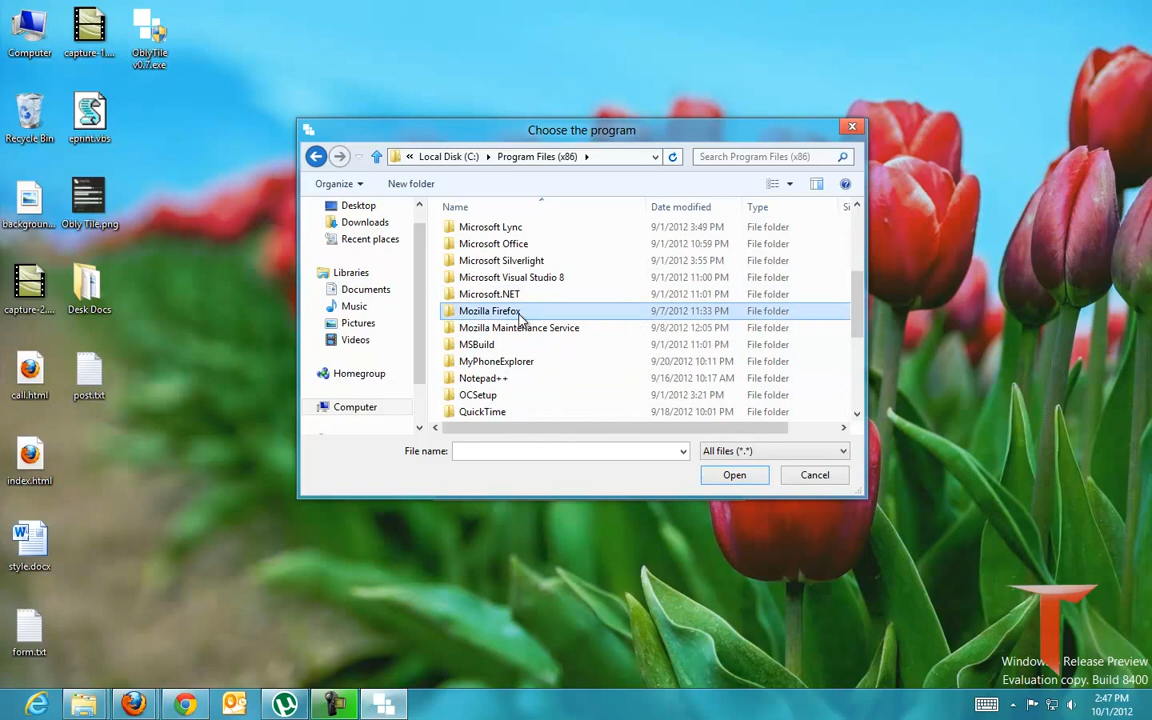 Computer
capture-1....
OblyTile
v0.7.exe
Recycle Bin
eprint.vbs
backgroun...
Obly Tile.png
capture-2....
Desk Docs
call.html
post.txt
index.html
style.docx
form.txt
Choose the program
« Local Disk (C:) Program Files (x86)
Search Program Files (x86)
Organize
New folder
Desktop
Downloads
Recent places
Libraries
Documents
Music
Pictures
Videos
Homegroup
Computer
Name Date modified Type Si
Microsoft Lync 9/1/2012 3:49 PM File folder
Microsoft Office 9/1/2012 10:59 PM File folder
Microsoft Silverlight 9/1/2012 3:55 PM File folder
Microsoft Visual Studio 8 9/1/2012 11:00 PM File folder
Microsoft.NET 9/1/2012 11:01 PM File folder
Mozilla Firefox 9/7/2012 11:33 PM File folder
Mozilla Maintenance Service 9/8/2012 12:05 PM File folder
MSBuild 9/1/2012 11:01 PM File folder
MyPhoneExplorer 9/20/2012 10:11 PM File folder
Notepad++ 9/16/2012 10:17 AM File folder
OCSetup 9/1/2012 3:21 PM File folder
QuickTime 9/18/2012 10:01 PM File folder
File name:
All files (*.*)
Open
Cancel
Release Preview
Evaluation copy. Build 8400
2:47 PM
10/1/2012